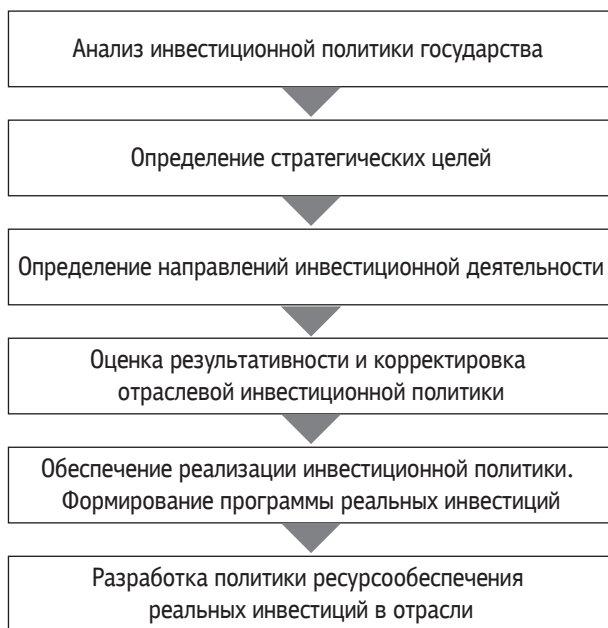 Анализ инвестиционной политики государства
Определение стратегических целей
Определение направлений инвестиционной деятельности
Оценка результативности и корректировка
отраслевой инвестиционной политики
Обеспечение реализации инвестиционной политики.
Формирование программы реальных инвестиций
Разработка политики ресурсообеспечения
реальных инвестиций в отрасли